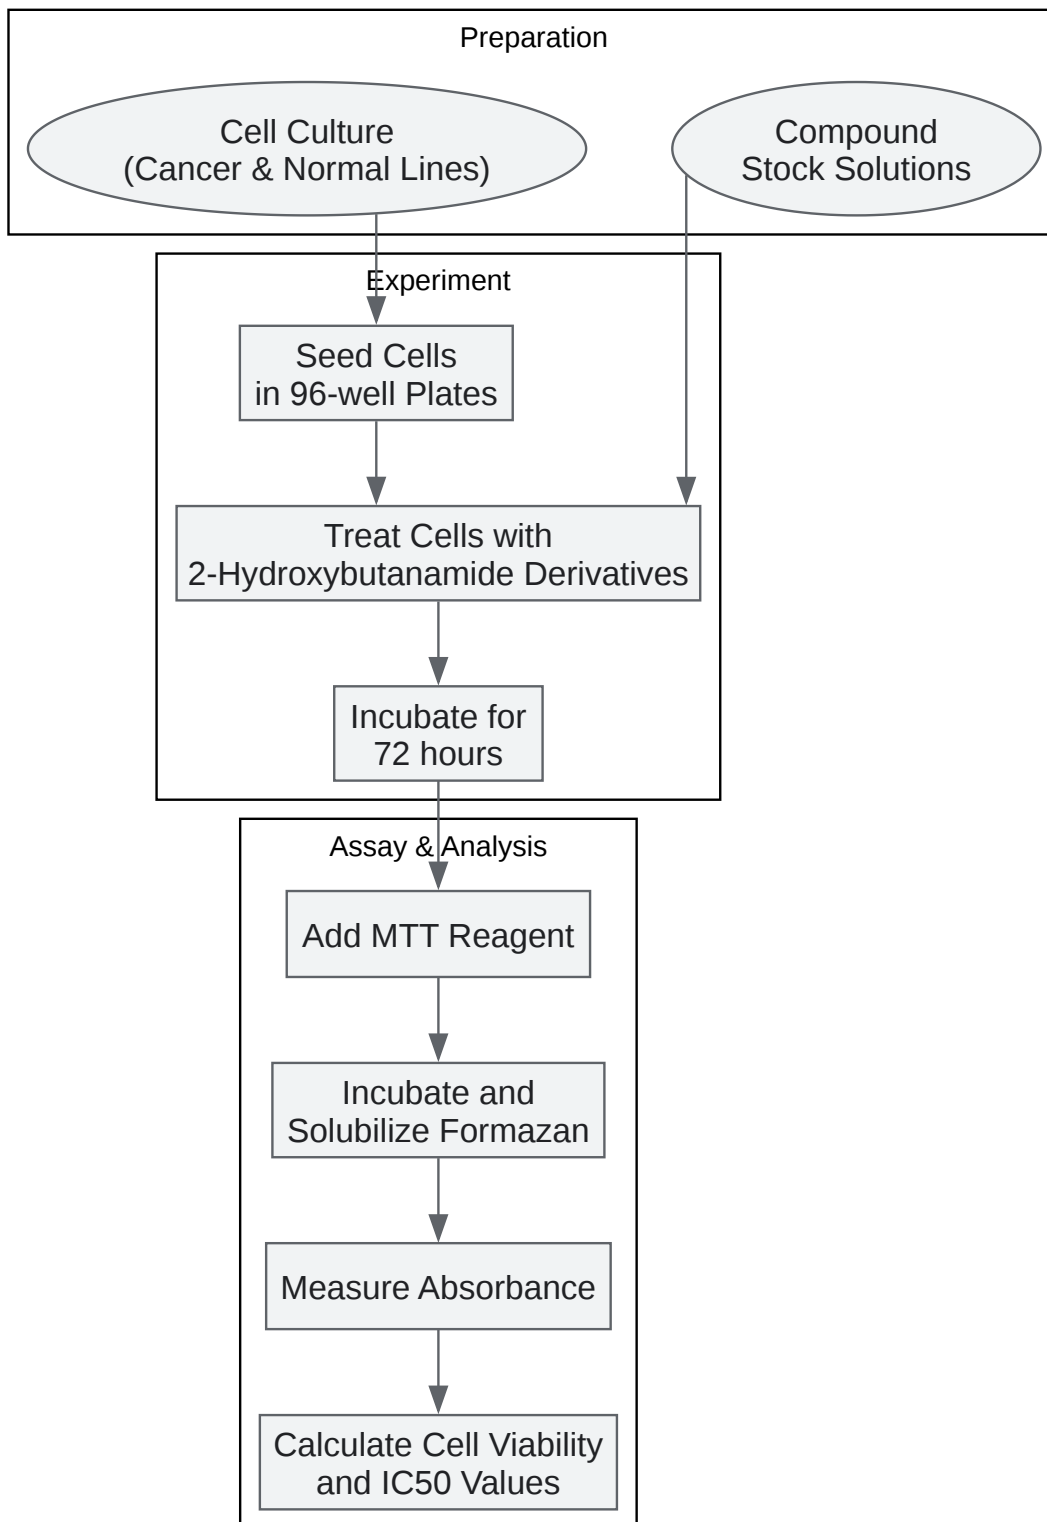 Preparation
Cell Culture
(Cancer & Normal Lines)
Compound
Stock Solutions
Experiment
Seed Cells
in 96-well Plates
Treat Cells with
2-Hydroxybutanamide Derivatives
Incubate for
72 hours
Assay & Analysis
Add MTT Reagent
Incubate and
Solubilize Formazan
Measure Absorbance
Calculate Cell Viability
and IC50 Values